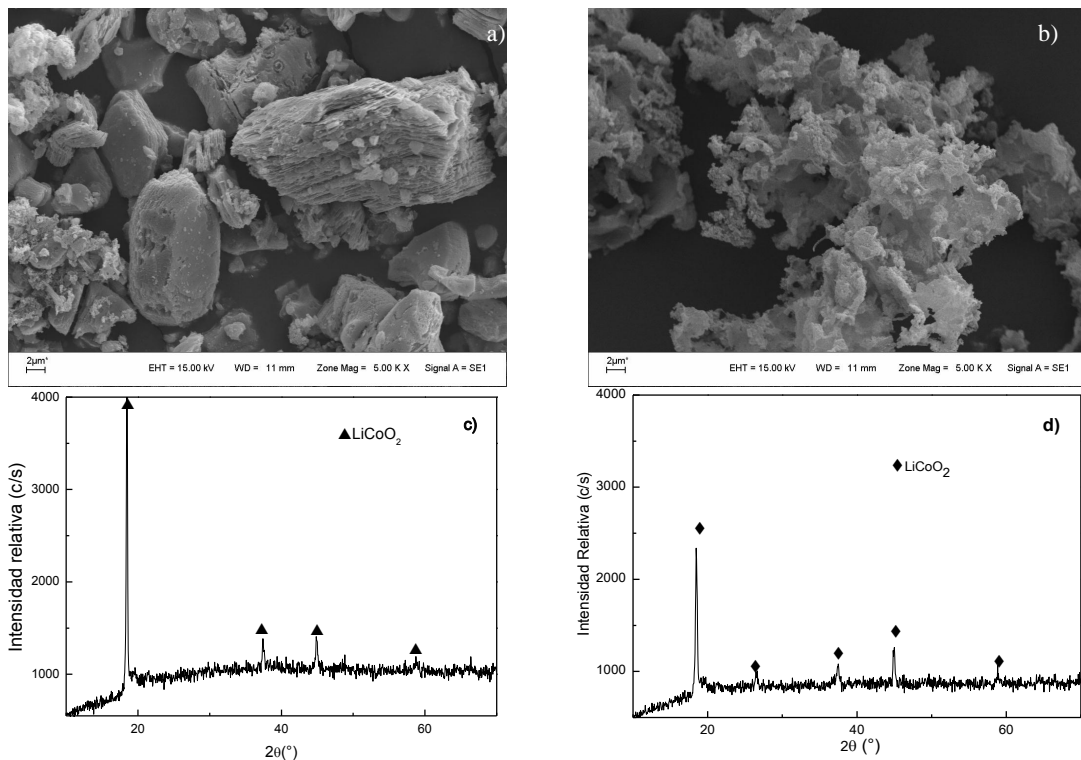 a)
2µm*
EHT = 15.00 kV WD = 11 mm Zone Mag = 5.00 K X Signal A = SE1
b)
2µm*
EHT = 15.00 kV WD = 11 mm Zone Mag = 5.00 K X Signal A = SE1
c)
▲LiCoO₂
4000
3000
2000
1000
Intensidad relativa (c/s)
20 40 60
2θ(°)
d)
◆LiCoO₂
4000
3000
2000
1000
Intensidad Relativa (c/s)
20 40 60
2θ (°)